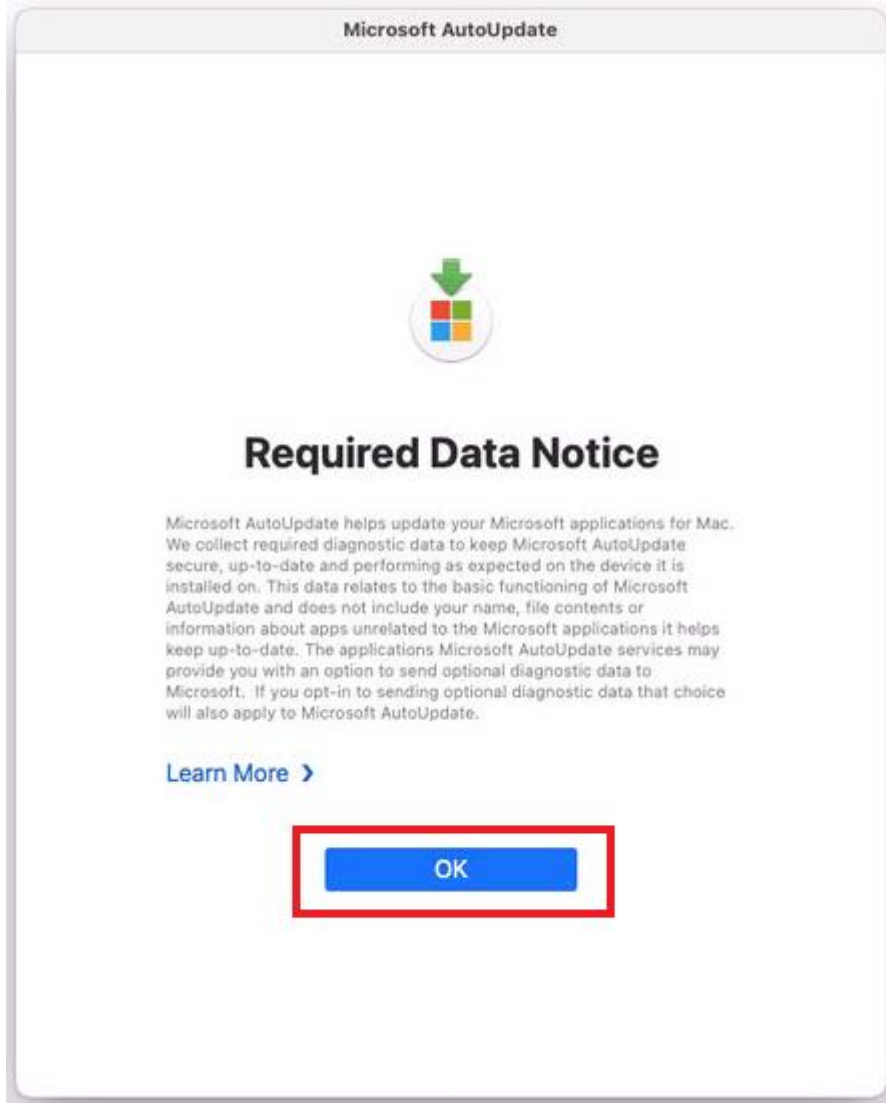 Microsoft AutoUpdate
Required Data Notice
Microsoft AutoUpdate helps update your Microsoft applications for Mac.
We collect required diagnostic data to keep Microsoft AutoUpdate
secure, up-to-date and performing as expected on the device it is
installed on. This data relates to the basic functioning of Microsoft
AutoUpdate and does not include your name, file contents or
information about apps unrelated to the Microsoft applications it helps
keep up-to-date. The applications Microsoft AutoUpdate services may
provide you with an option to send optional diagnostic data to
Microsoft. If you opt-in to sending optional diagnostic data that choice
will also apply to Microsoft AutoUpdate.
Learn More ❯
OK